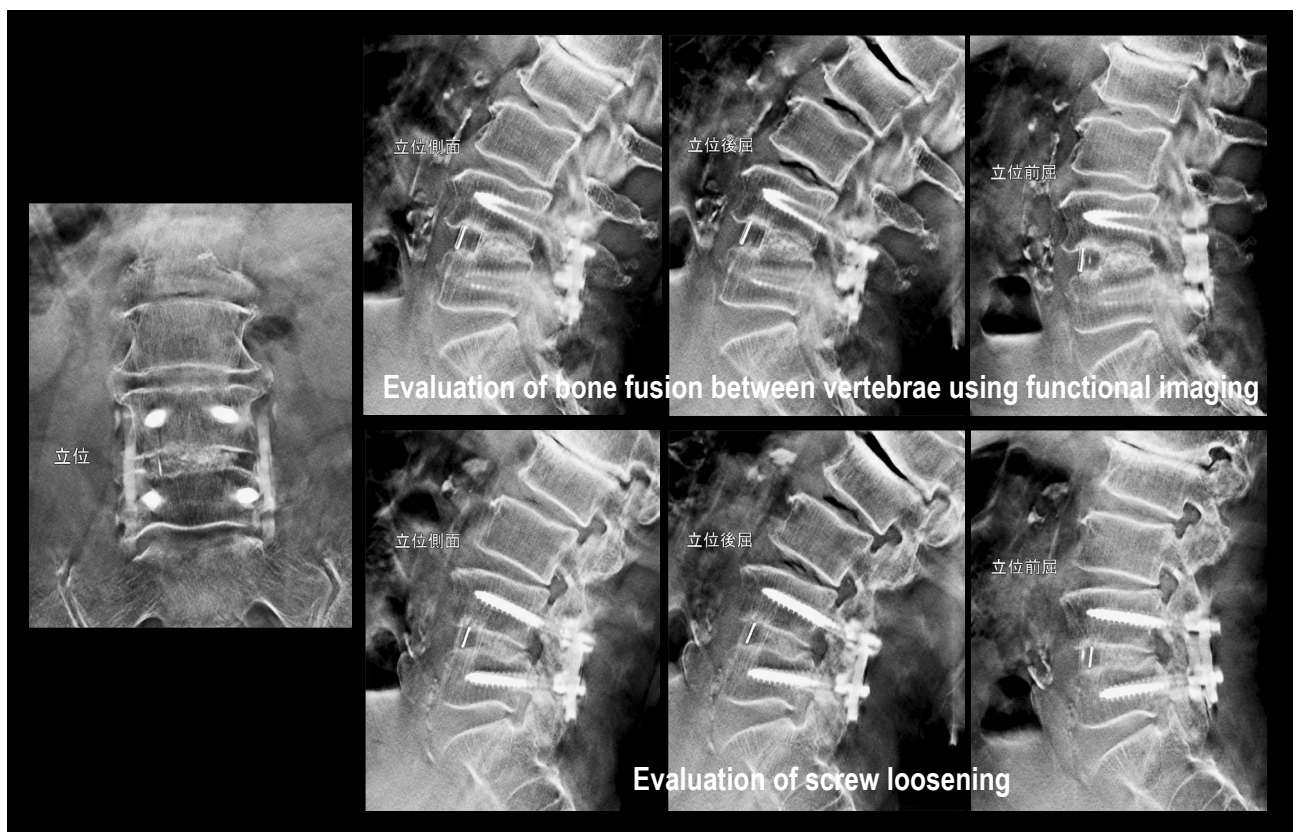 立位側面
立位後屈
立位前屈
Evaluation of bone fusion between vertebrae using functional imaging
立位
立位側面
立位後屈
立位前屈
Evaluation of screw loosening